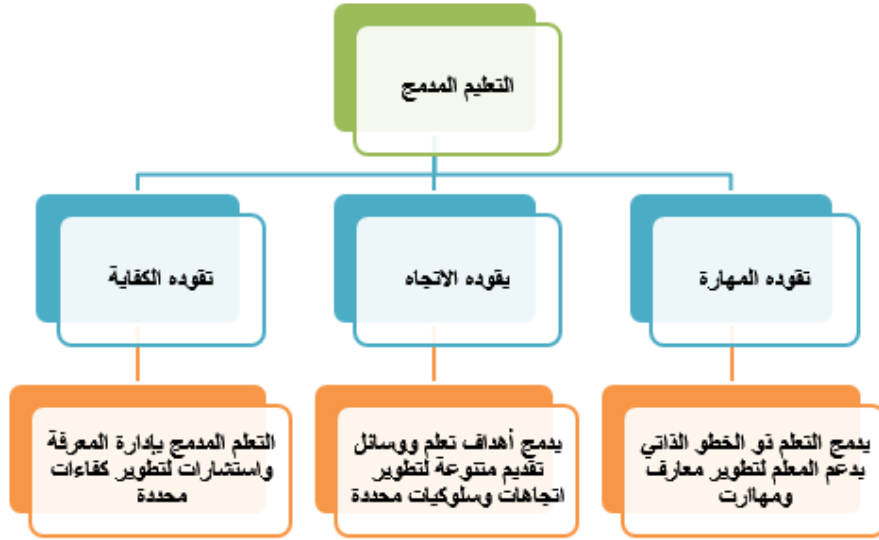 التعليم المدمج
تقوده المهارة
يقوده الاتجاه
تقوده الكفاية
يدمج التعلم ذو الخطو الذاتي
بدعم المعلم لتطوير معارف
ومهاارت
يدمج أهداف تعلم ووسائل
تقديم متنوعة لتطوير
اتجاهات وسلوكيات محددة
التعلم المدمج بإدارة المعرفة
واستشارات لتطوير كفاءات
محددة